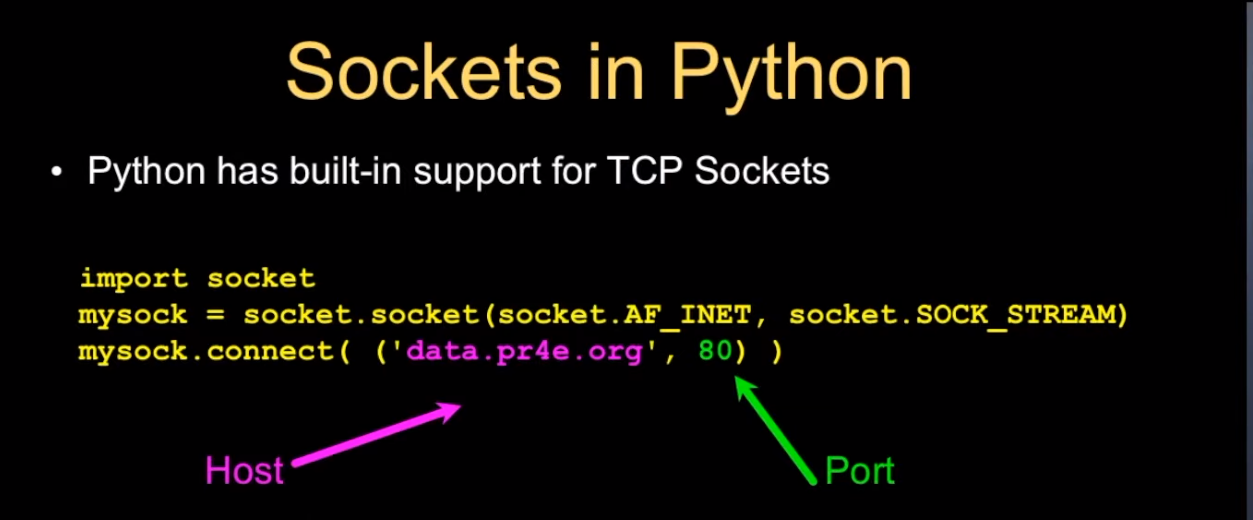 Sockets in Python
• Python has built-in support for TCP Sockets
import socket
mysock = socket.socket(socket.AF_INET, socket.SOCK_STREAM)
mysock.connect( ('data.pr4e.org', 80) )
Host
Port